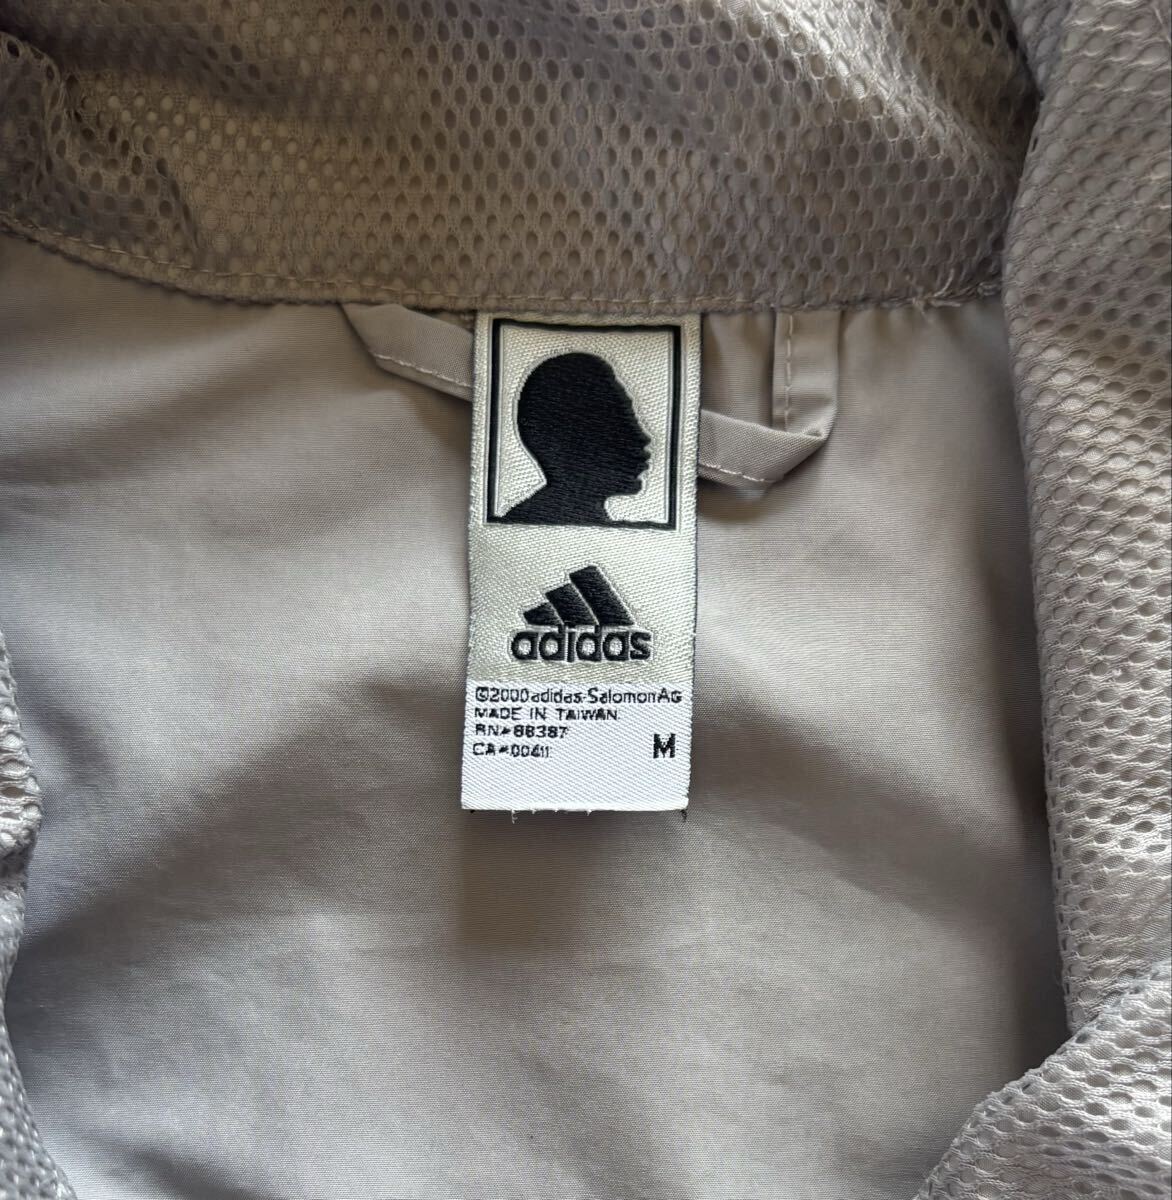 adidas
©2000 adidas-Salomon AG
MADE IN TAIWAN
RN#88387
CA#00411
M